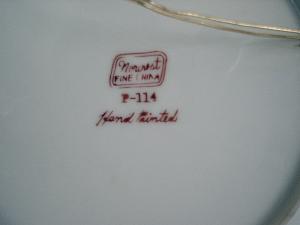 Norcrest
FINE CHINA
P-114
Hand Painted